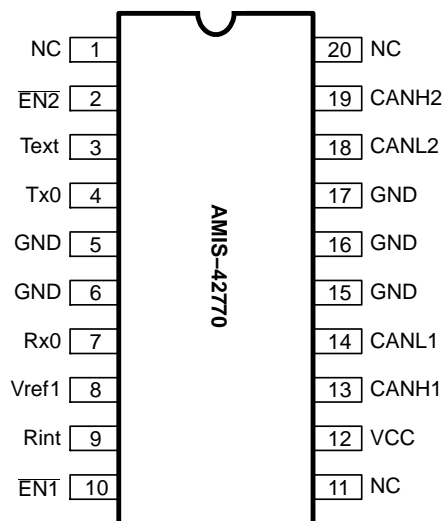 NC 1 20 NC
E̅N̅2̅ 2 19 CANH2
Text 3 18 CANL2
Tx0 4 17 GND
GND 5 16 GND
GND 6 15 GND
Rx0 7 14 CANL1
Vref1 8 13 CANH1
Rint 9 12 VCC
E̅N̅1̅ 10 11 NC
AMIS–42770